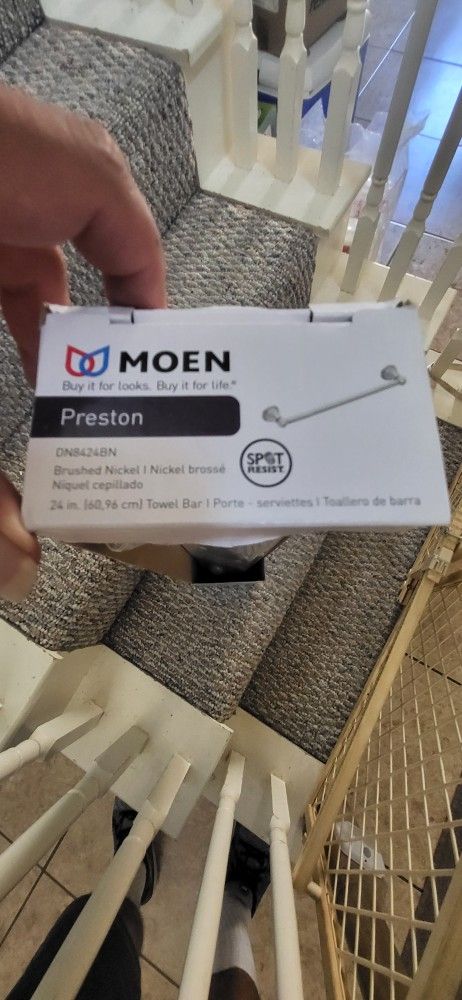 MOEN
Buy it for looks. Buy it for life.®
Preston
DN8424BN
Brushed Nickel | Nickel brossé
Níquel cepillado
SPOT
RESIST.
24 in. (60,96 cm) Towel Bar | Porte - serviettes | Toallero de barra